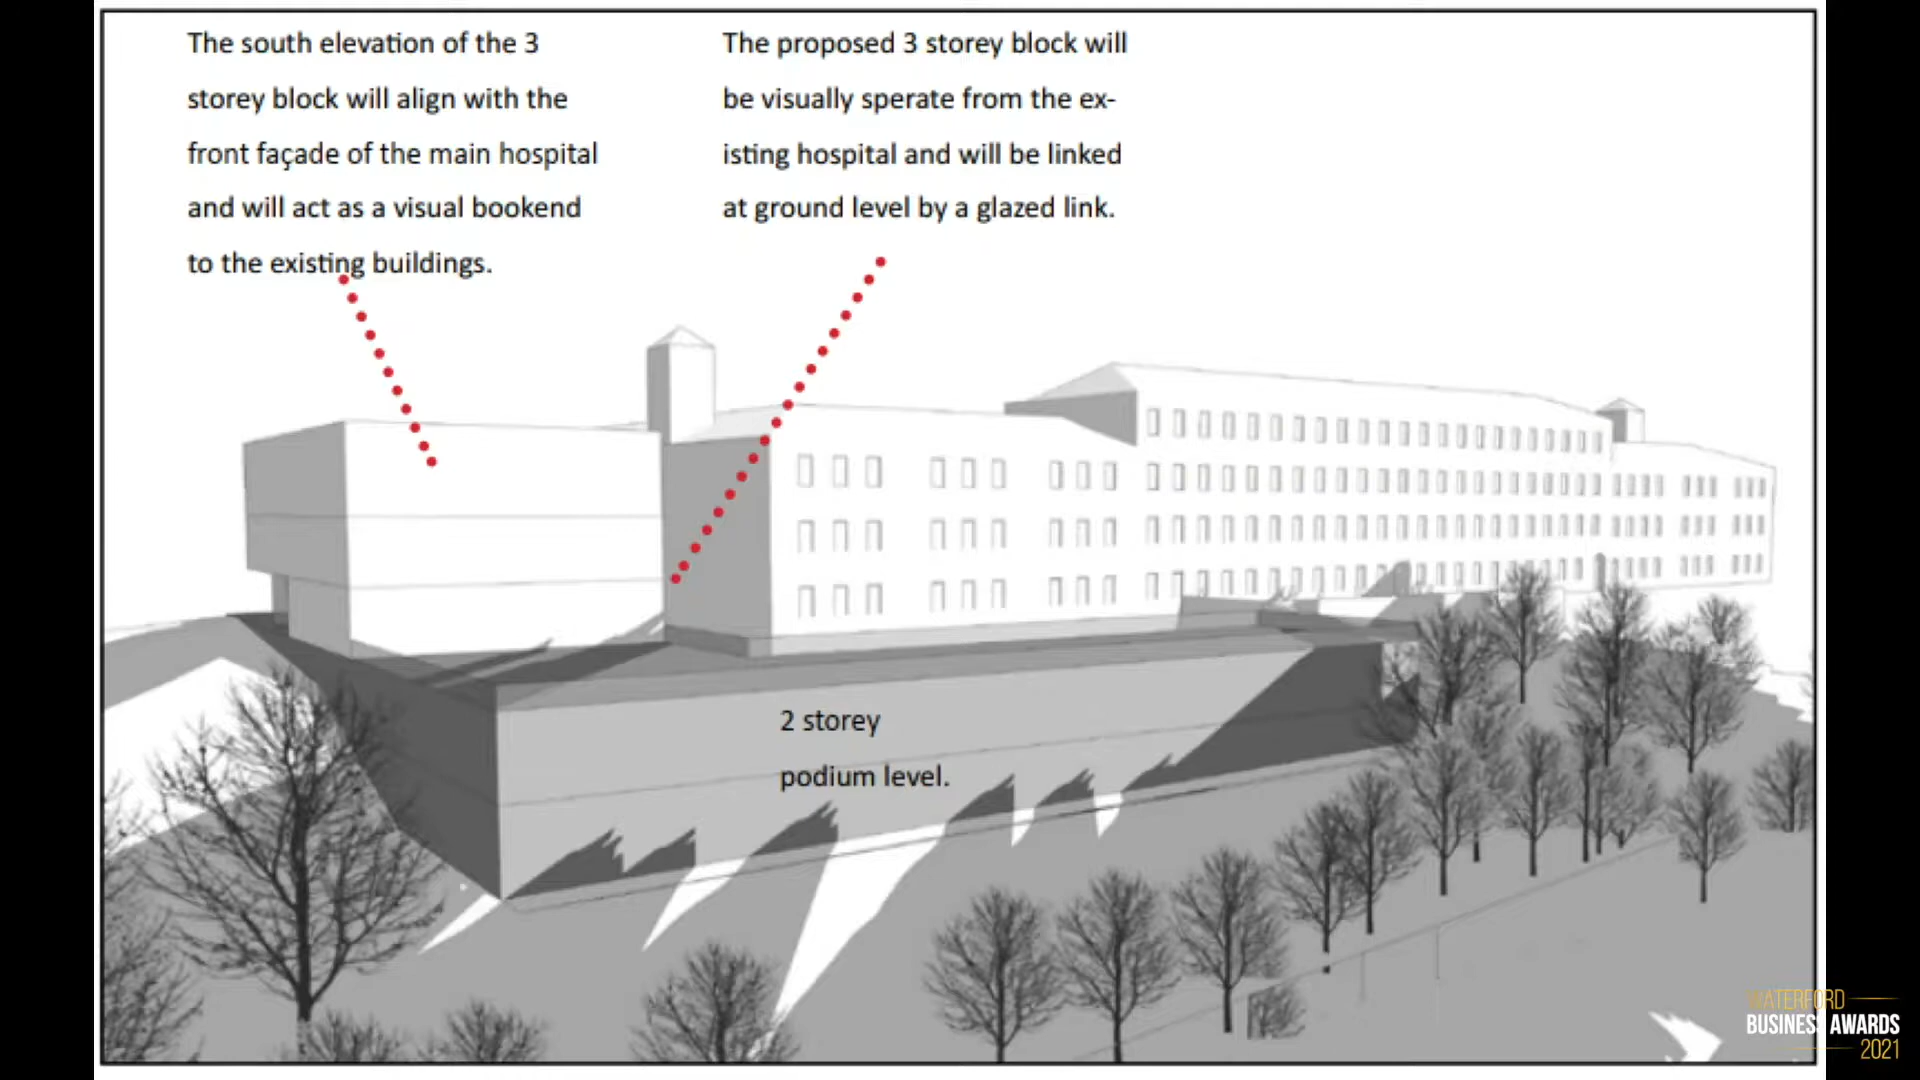 The south elevation of the 3
storey block will align with the
front façade of the main hospital
and will act as a visual bookend
to the existing buildings.
The proposed 3 storey block will
be visually sperate from the ex-
isting hospital and will be linked
at ground level by a glazed link.
2 storey
podium level.
WATERFORD
BUSINESS AWARDS
2021